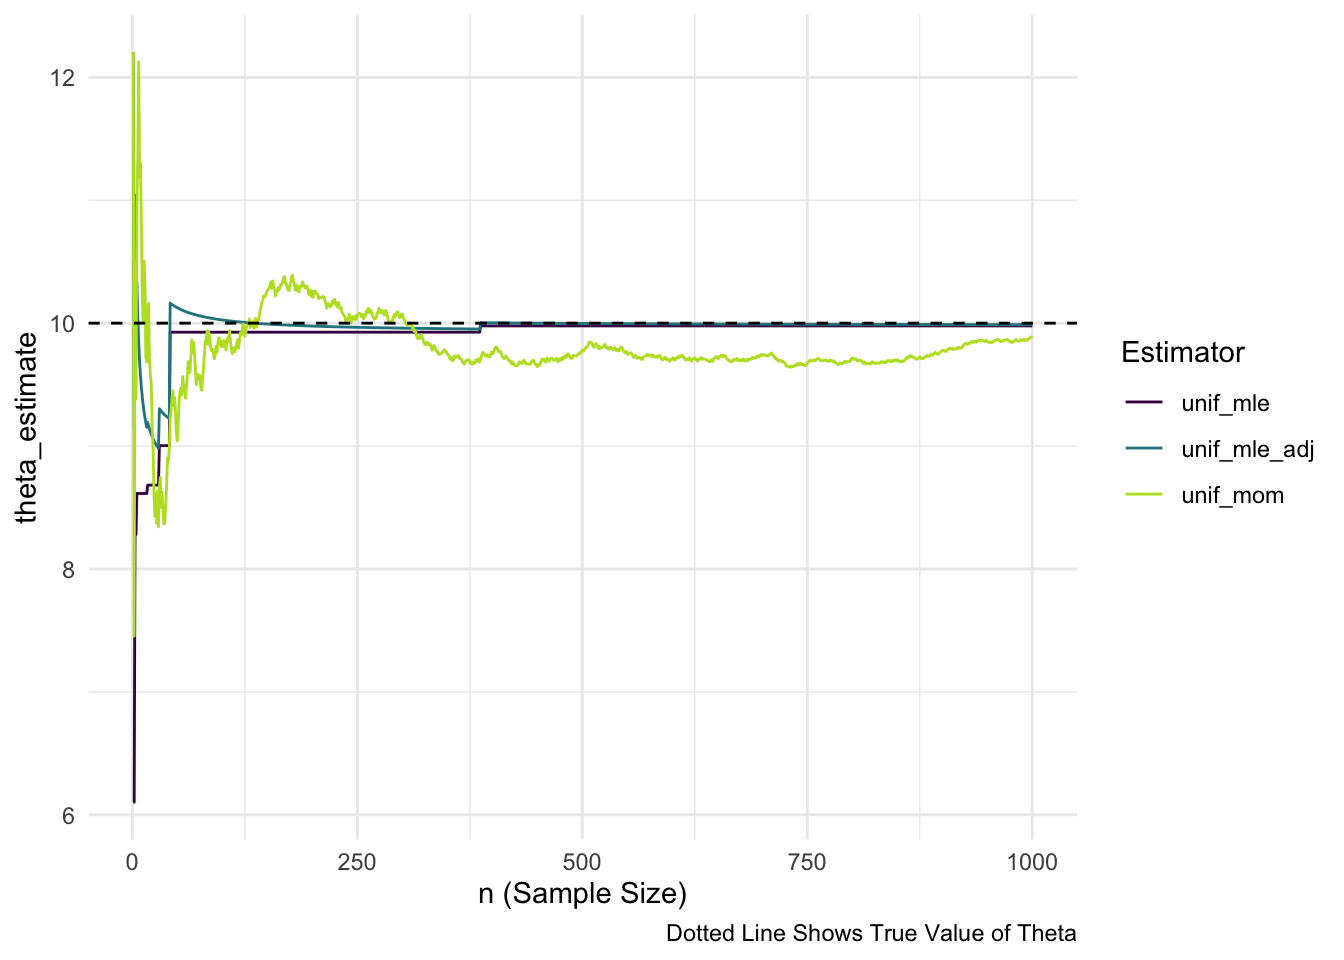 theta_estimate
12
10
8
6
0 250 500 750 1000
n (Sample Size)
Dotted Line Shows True Value of Theta
Estimator
unif_mle
unif_mle_adj
unif_mom